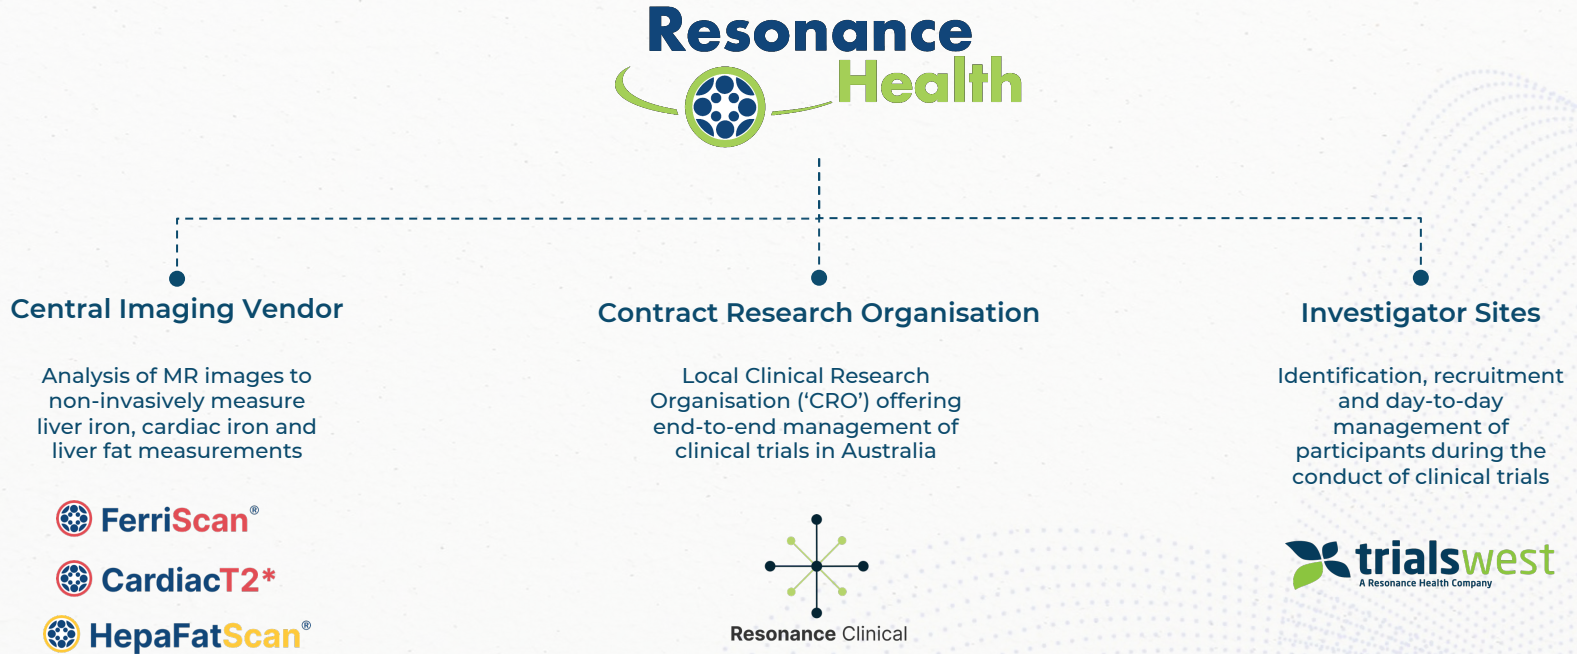 Resonance
Health
Central Imaging Vendor
Analysis of MR images to
non-invasively measure
liver iron, cardiac iron and
liver fat measurements
FerriScan®
CardiacT2*
HepaFatScan®
Contract Research Organisation
Local Clinical Research
Organisation (‘CRO’) offering
end-to-end management of
clinical trials in Australia
Resonance Clinical
Investigator Sites
Identification, recruitment
and day-to-day
management of
participants during the
conduct of clinical trials
trialswest
A Resonance Health Company